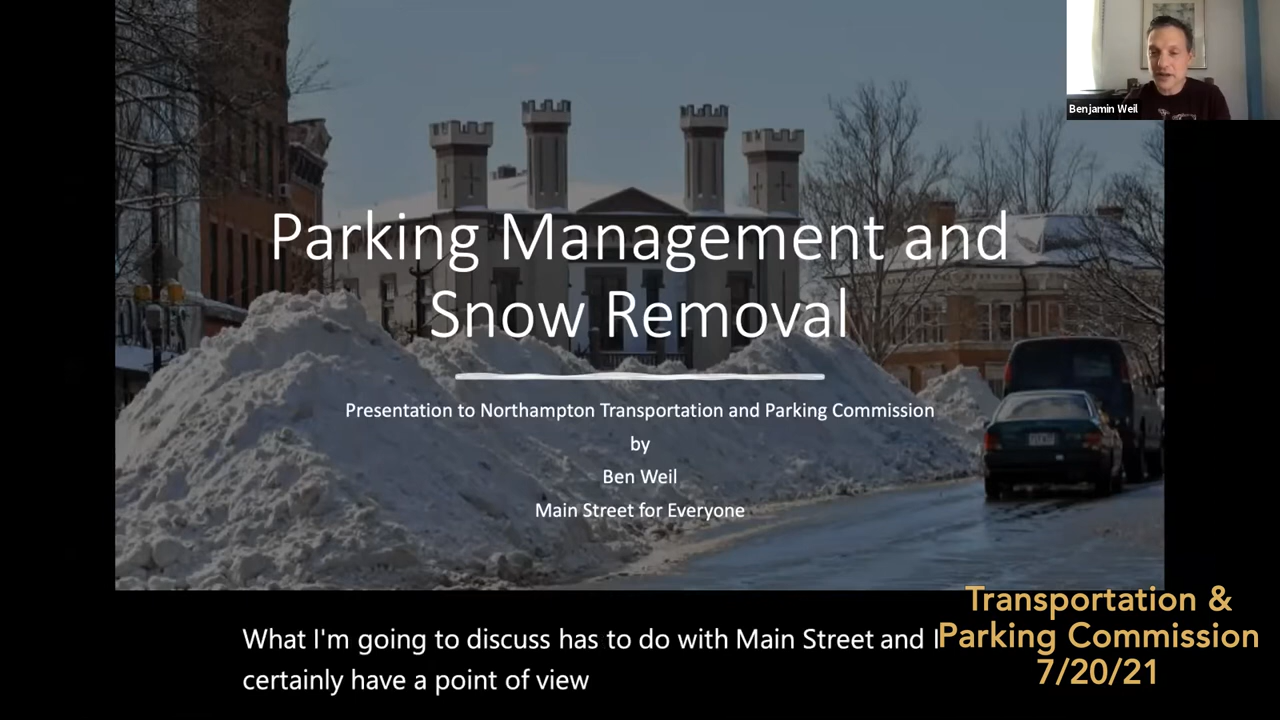 Benjamin Weil
Parking Management and
Snow Removal
Presentation to Northampton Transportation and Parking Commission
by
Ben Weil
Main Street for Everyone
What I'm going to discuss has to do with Main Street and I
certainly have a point of view
Transportation &
Parking Commission
7/20/21